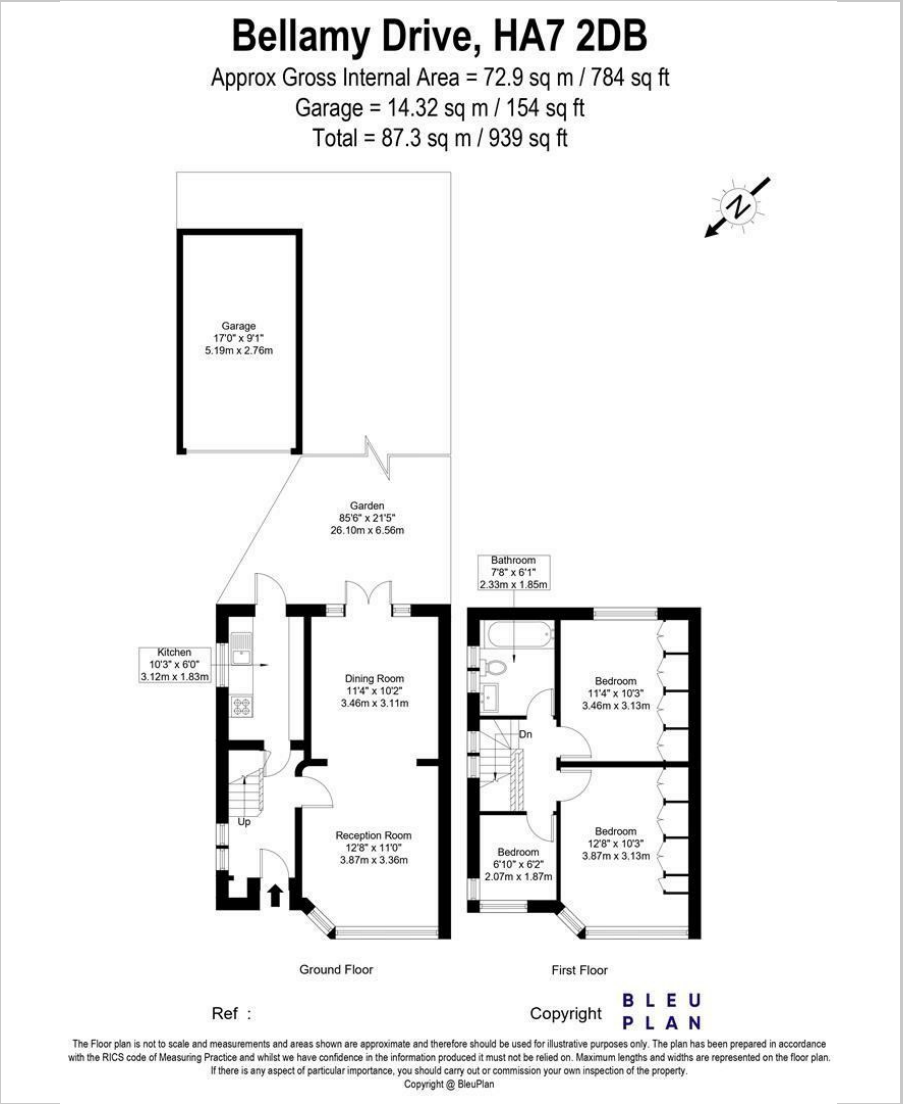 Bellamy Drive, HA7 2DB
Approx Gross Internal Area = 72.9 sq m / 784 sq ft
Garage = 14.32 sq m / 154 sq ft
Total = 87.3 sq m / 939 sq ft
N
Garage
17'0" x 9'1"
5.19m x 2.76m
Garden
85'6" x 21'5"
26.10m x 6.56m
Bathroom
7'8" x 6'1"
2.33m x 1.85m
Kitchen
10'3" x 6'0"
3.12m x 1.83m
Dining Room
11'4" x 10'2"
3.46m x 3.11m
Bedroom
11'4" x 10'3"
3.46m x 3.13m
Dn
Up
Reception Room
12'8" x 11'0"
3.87m x 3.36m
Bedroom
12'8" x 10'3"
3.87m x 3.13m
Bedroom
6'10" x 6'2"
2.07m x 1.87m
Ground Floor
First Floor
Ref :
Copyright
BLEU
PLAN
The Floor plan is not to scale and measurements and areas shown are approximate and therefore should be used for illustrative purposes only. The plan has been prepared in accordance
with the RICS code of Measuring Practice and whilst we have confidence in the information produced it must not be relied on. Maximum lengths and widths are represented on the floor plan.
If there is any aspect of particular importance, you should carry out or commission your own inspection of the property.
Copyright @ BleuPlan